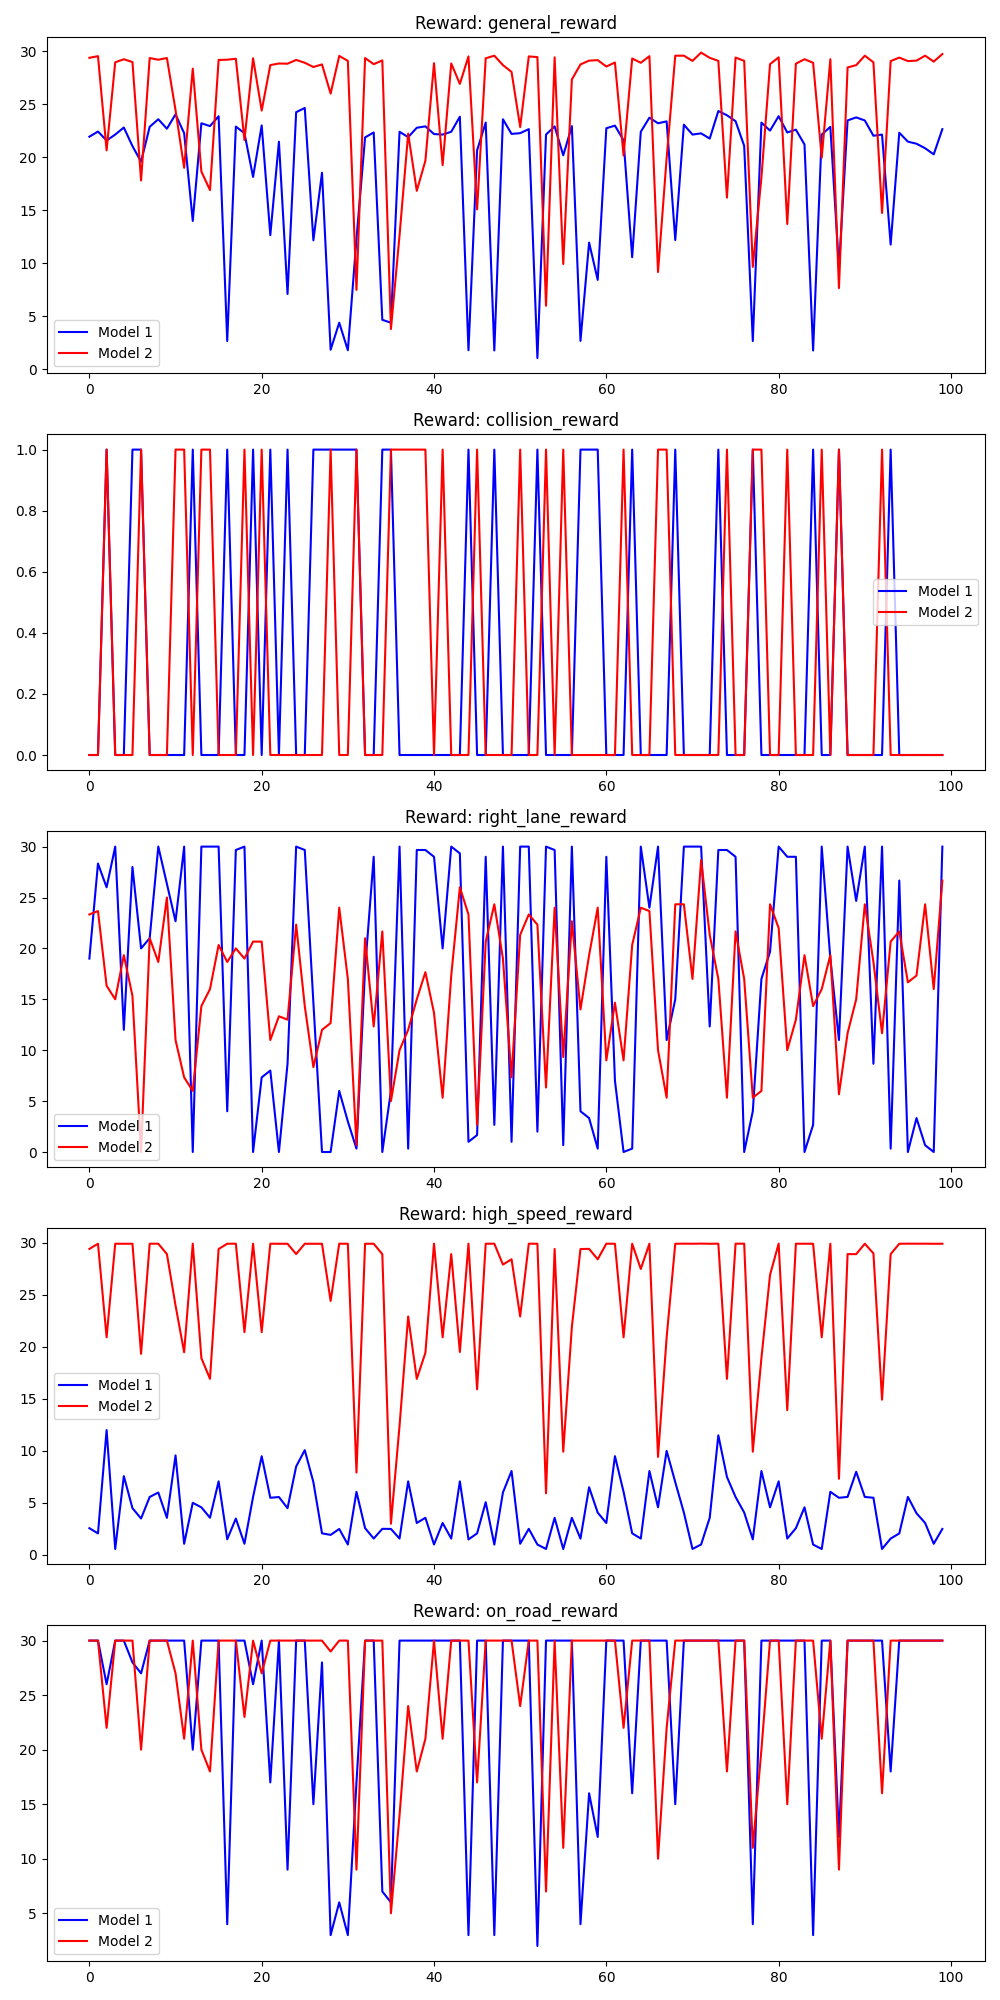 Reward: general_reward
30
25
20
15
10
5
0
Model 1
Model 2
0 20 40 60 80 100
Reward: collision_reward
1.0
0.8
0.6
0.4
0.2
0.0
Model 1
Model 2
0 20 40 60 80 100
Reward: right_lane_reward
30
25
20
15
10
5
0
Model 1
Model 2
0 20 40 60 80 100
Reward: high_speed_reward
30
25
20
15
10
5
0
Model 1
Model 2
0 20 40 60 80 100
Reward: on_road_reward
30
25
20
15
10
5
Model 1
Model 2
0 20 40 60 80 100